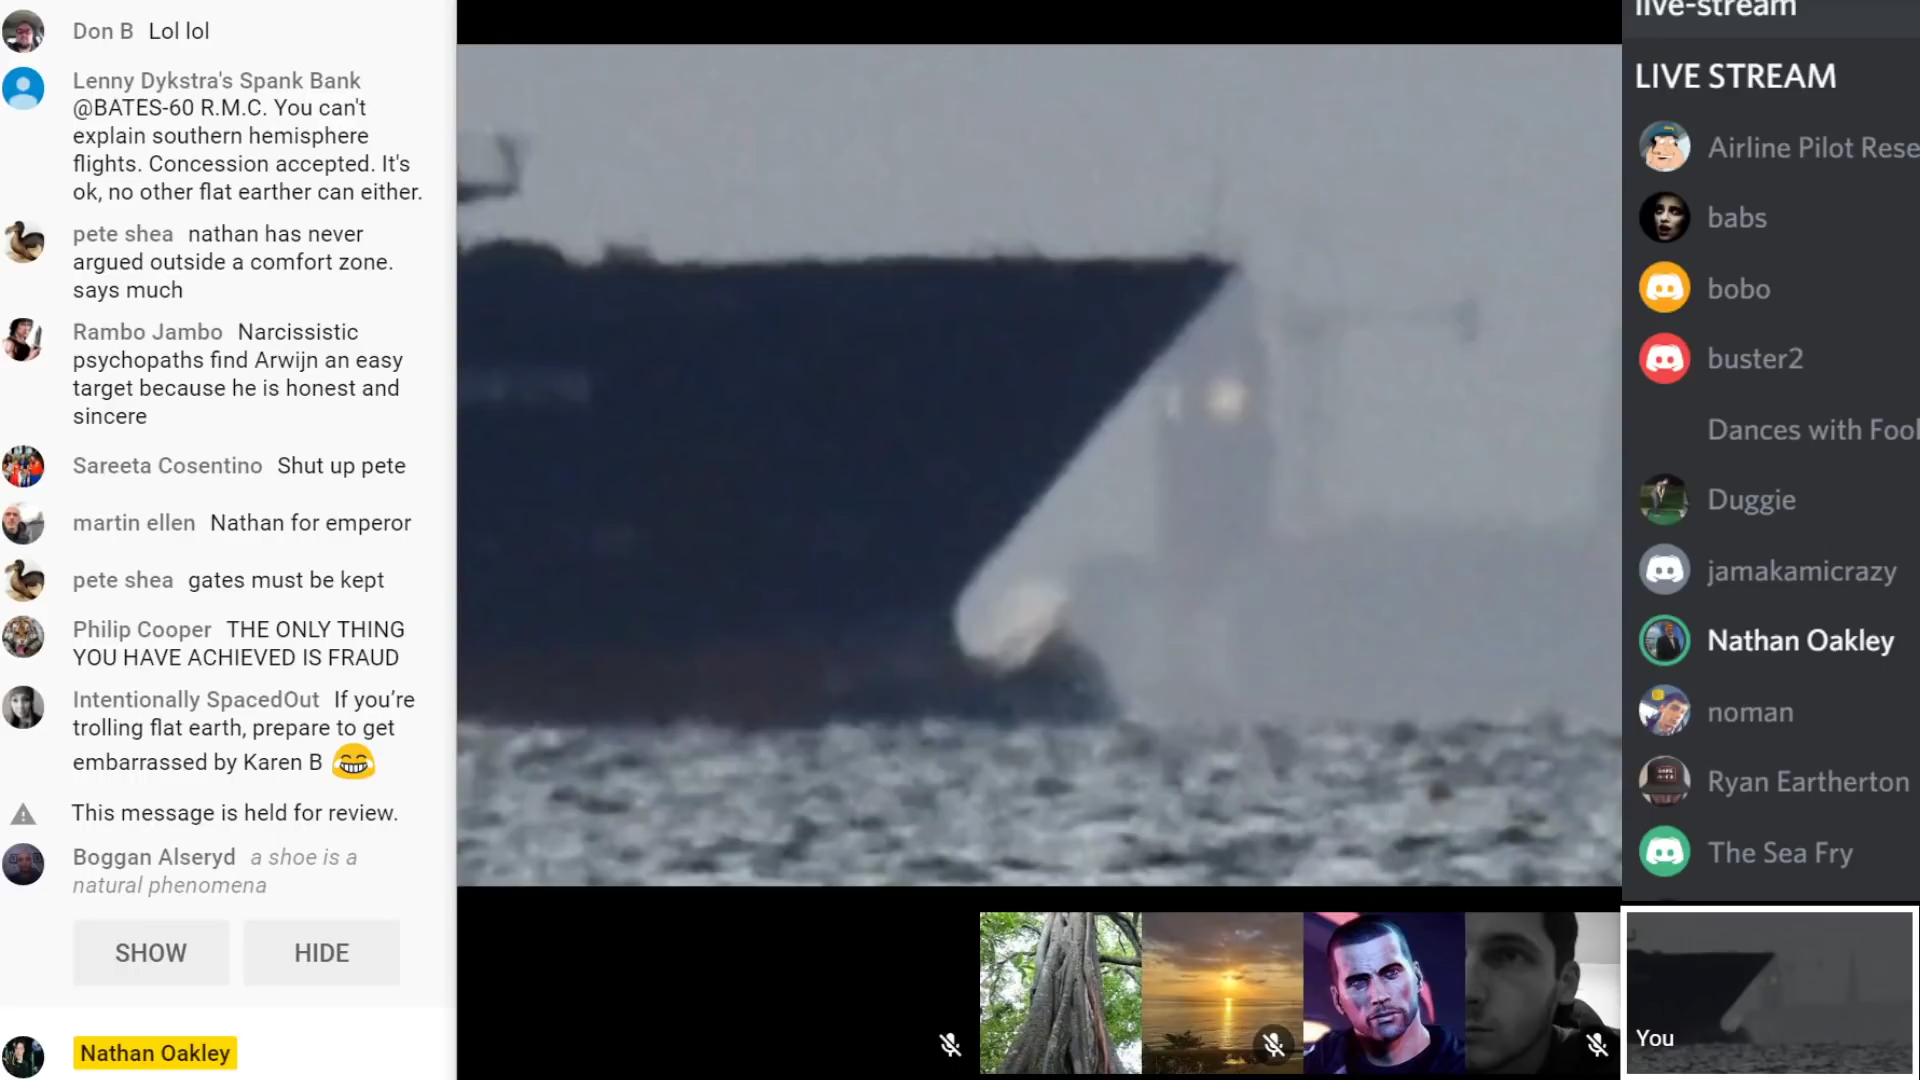 Don B Lol lol
Lenny Dykstra's Spank Bank
@BATES-60 R.M.C. You can't
explain southern hemisphere
flights. Concession accepted. It's
ok, no other flat earther can either.
pete shea nathan has never
argued outside a comfort zone.
says much
Rambo Jambo Narcissistic
psychopaths find Arwijn an easy
target because he is honest and
sincere
Sareeta Cosentino Shut up pete
martin ellen Nathan for emperor
pete shea gates must be kept
Philip Cooper THE ONLY THING
YOU HAVE ACHIEVED IS FRAUD
Intentionally SpacedOut If you’re
trolling flat earth, prepare to get
embarrassed by Karen B
This message is held for review.
Boggan Alseryd a shoe is a
natural phenomena
SHOW HIDE
Nathan Oakley
live-stream
LIVE STREAM
Airline Pilot Rese
babs
bobo
buster2
Dances with Fool
Duggie
jamakamicrazy
Nathan Oakley
noman
Ryan Eartherton
The Sea Fry
You